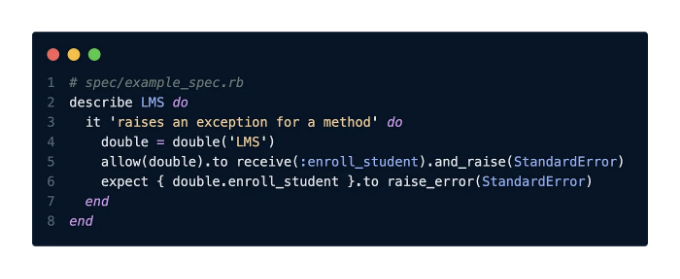 1 # spec/example_spec.rb
2 describe LMS do
3   it 'raises an exception for a method' do
4     double = double('LMS')
5     allow(double).to receive(:enroll_student).and_raise(StandardError)
6     expect { double.enroll_student }.to raise_error(StandardError)
7   end
8 end